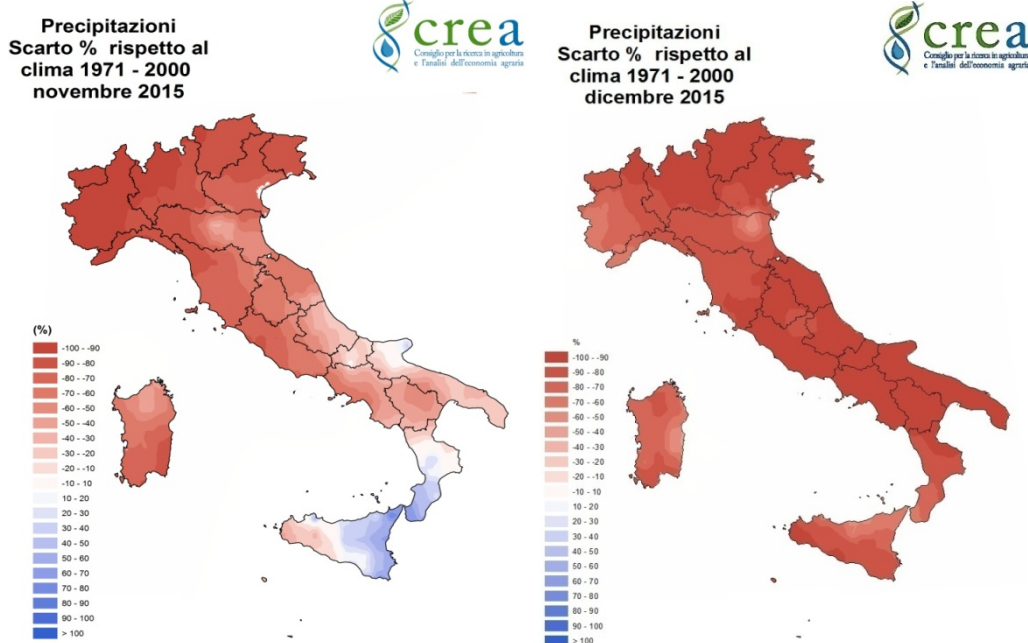 Precipitazioni
Scarto % rispetto al
clima 1971 - 2000
novembre 2015
crea
Consiglio per la ricerca in agricoltura
e l'analisi dell'economia agraria
(%)
-100 - -90
-90 - -80
-80 - -70
-70 - -60
-60 - -50
-50 - -40
-40 - -30
-30 - -20
-20 - -10
-10 - 10
10 - 20
20 - 30
30 - 40
40 - 50
50 - 60
60 - 70
70 - 80
80 - 90
90 - 100
> 100
Precipitazioni
Scarto % rispetto al
clima 1971 - 2000
dicembre 2015
crea
Consiglio per la ricerca in agricoltura
e l'analisi dell'economia agraria
%
-100 - -90
-90 - -80
-80 - -70
-70 - -60
-60 - -50
-50 - -40
-40 - -30
-30 - -20
-20 - -10
-10 - 10
10 - 20
20 - 30
30 - 40
40 - 50
50 - 60
60 - 70
70 - 80
80 - 90
90 - 100
> 100